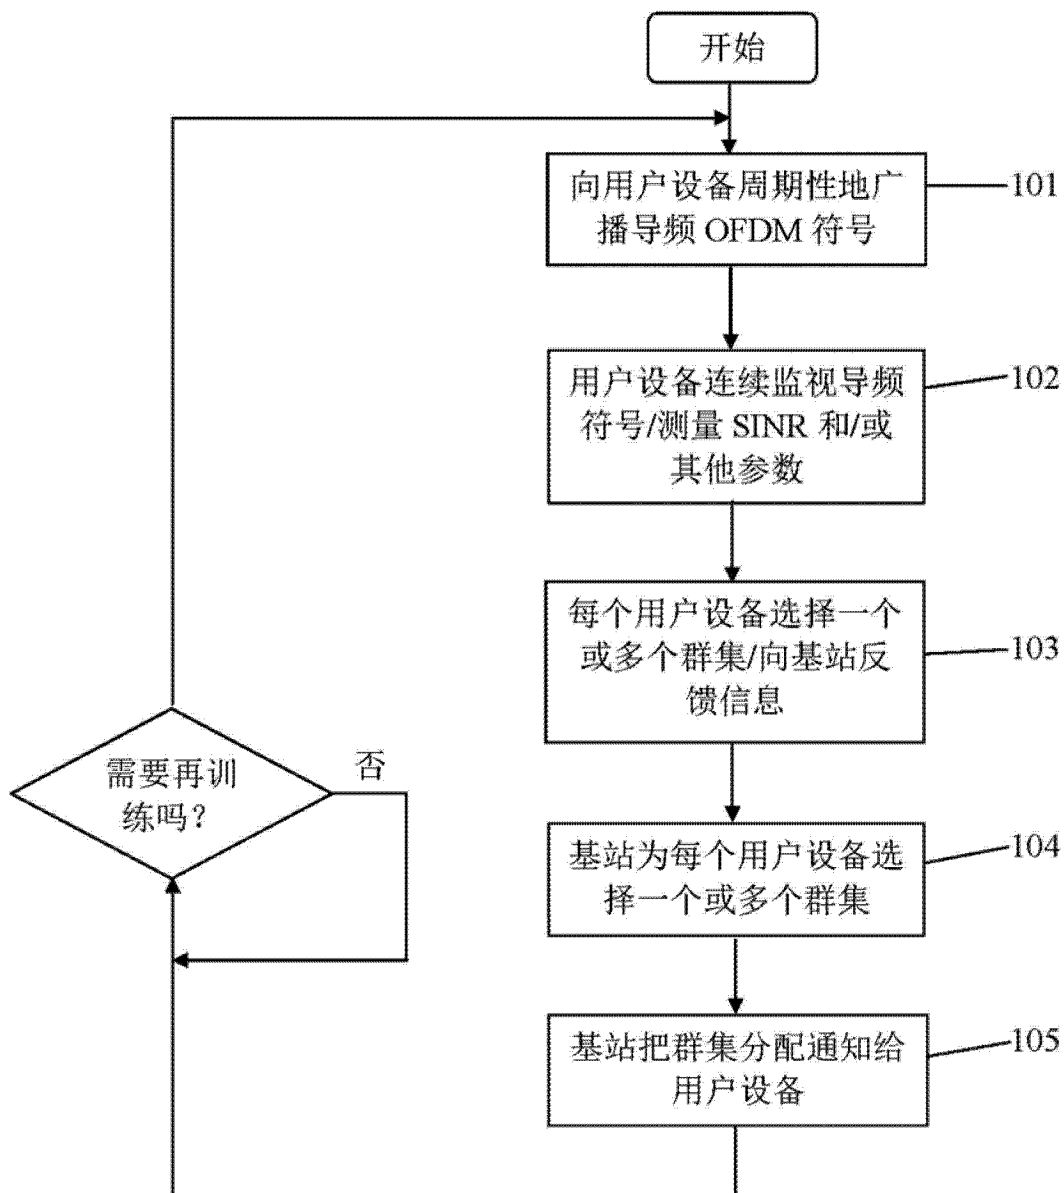 开始
向用户设备周期性地广
播导频 OFDM 符号
101
用户设备连续监视导频
符号/测量 SINR 和/或
其他参数
102
每个用户设备选择一个
或多个群集/向基站反
馈信息
103
需要再训
练吗？
否
基站为每个用户设备选
择一个或多个群集
104
基站把群集分配通知给
用户设备
105